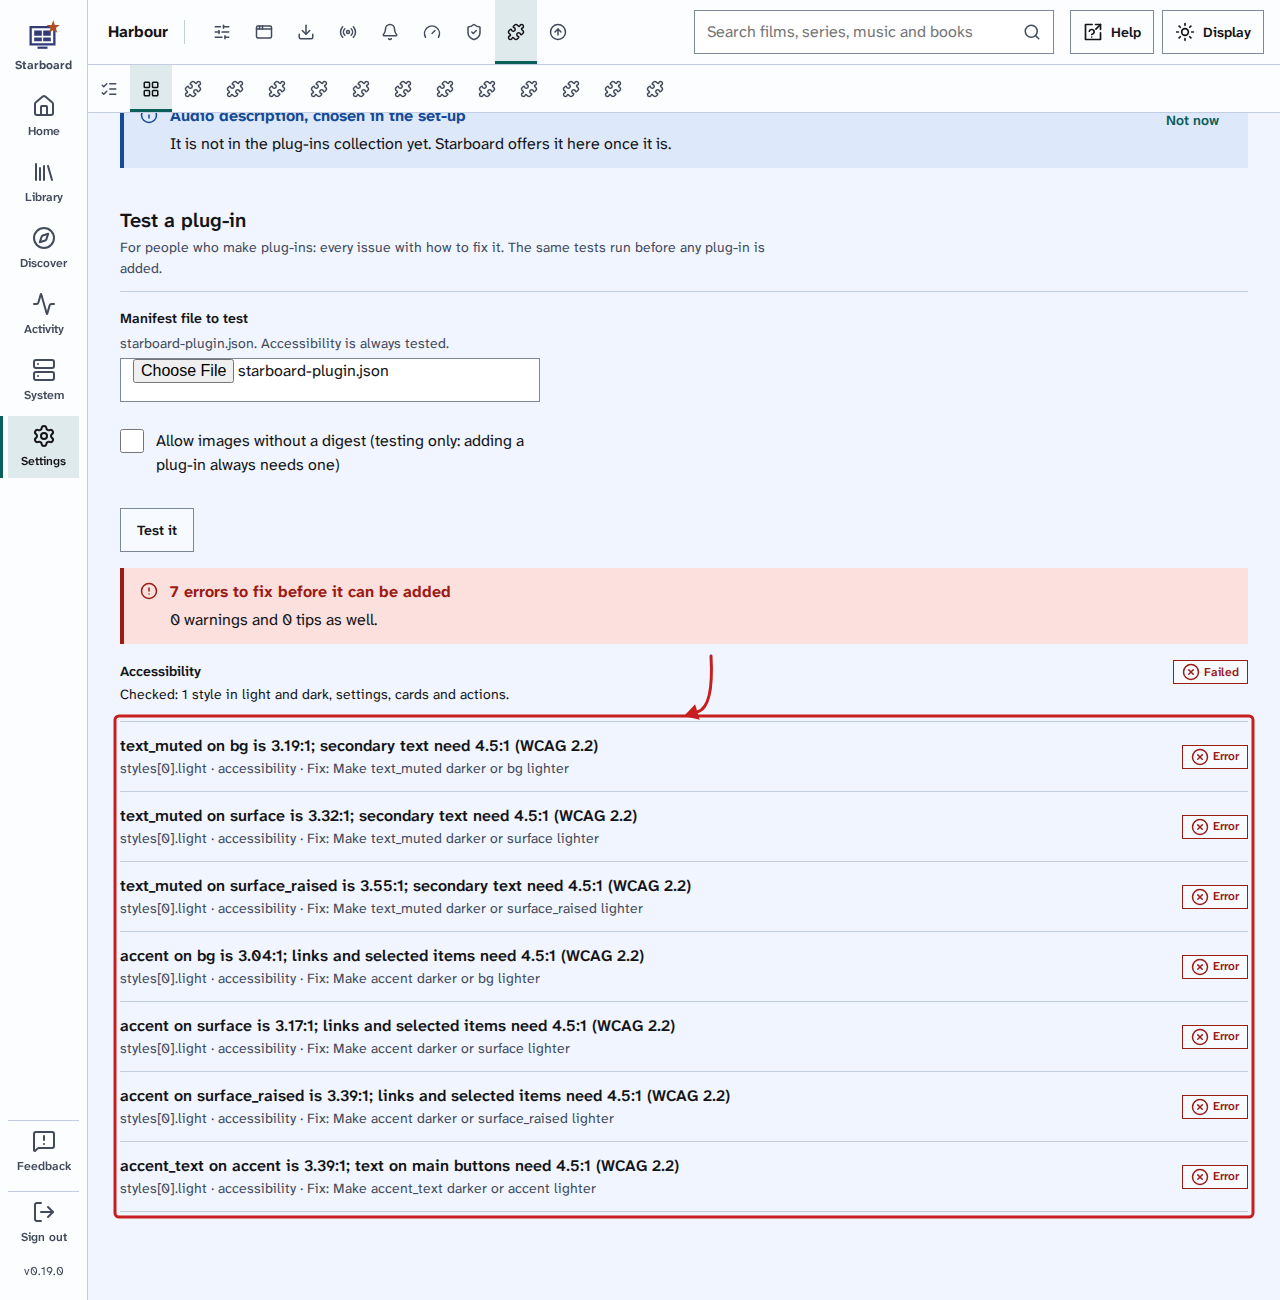 Starboard
Home
Library
Discover
Activity
System
Settings
Feedback
Sign out
v0.19.0
Harbour
Search films, series, music and books
Help
Display
Audio description, chosen in the set-up
It is not in the plug-ins collection yet. Starboard offers it here once it is.
Not now
Test a plug-in
For people who make plug-ins: every issue with how to fix it. The same tests run before any plug-in is
added.
Manifest file to test
starboard-plugin.json. Accessibility is always tested.
Choose File starboard-plugin.json
Allow images without a digest (testing only: adding a
plug-in always needs one)
Test it
7 errors to fix before it can be added
0 warnings and 0 tips as well.
Accessibility
Failed
Checked: 1 style in light and dark, settings, cards and actions.
text_muted on bg is 3.19:1; secondary text need 4.5:1 (WCAG 2.2)
styles[0].light · accessibility · Fix: Make text_muted darker or bg lighter
Error
text_muted on surface is 3.32:1; secondary text need 4.5:1 (WCAG 2.2)
styles[0].light · accessibility · Fix: Make text_muted darker or surface lighter
Error
text_muted on surface_raised is 3.55:1; secondary text need 4.5:1 (WCAG 2.2)
styles[0].light · accessibility · Fix: Make text_muted darker or surface_raised lighter
Error
accent on bg is 3.04:1; links and selected items need 4.5:1 (WCAG 2.2)
styles[0].light · accessibility · Fix: Make accent darker or bg lighter
Error
accent on surface is 3.17:1; links and selected items need 4.5:1 (WCAG 2.2)
styles[0].light · accessibility · Fix: Make accent darker or surface lighter
Error
accent on surface_raised is 3.39:1; links and selected items need 4.5:1 (WCAG 2.2)
styles[0].light · accessibility · Fix: Make accent darker or surface_raised lighter
Error
accent_text on accent is 3.39:1; text on main buttons need 4.5:1 (WCAG 2.2)
styles[0].light · accessibility · Fix: Make accent_text darker or accent lighter
Error